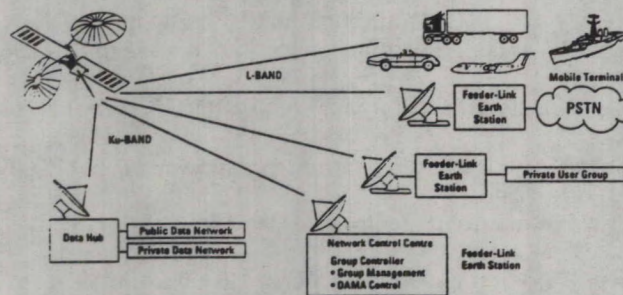 L-BAND
Mobile Terminal
Feeder-Link
Earth
Station
PSTN
Ku-BAND
Feeder-Link
Earth
Station
Private User Group
Data Hub
Public Data Network
Private Data Network
Network Control Centre
Group Controller
• Group Management
• DAMA Control
Feeder-Link
Earth Station